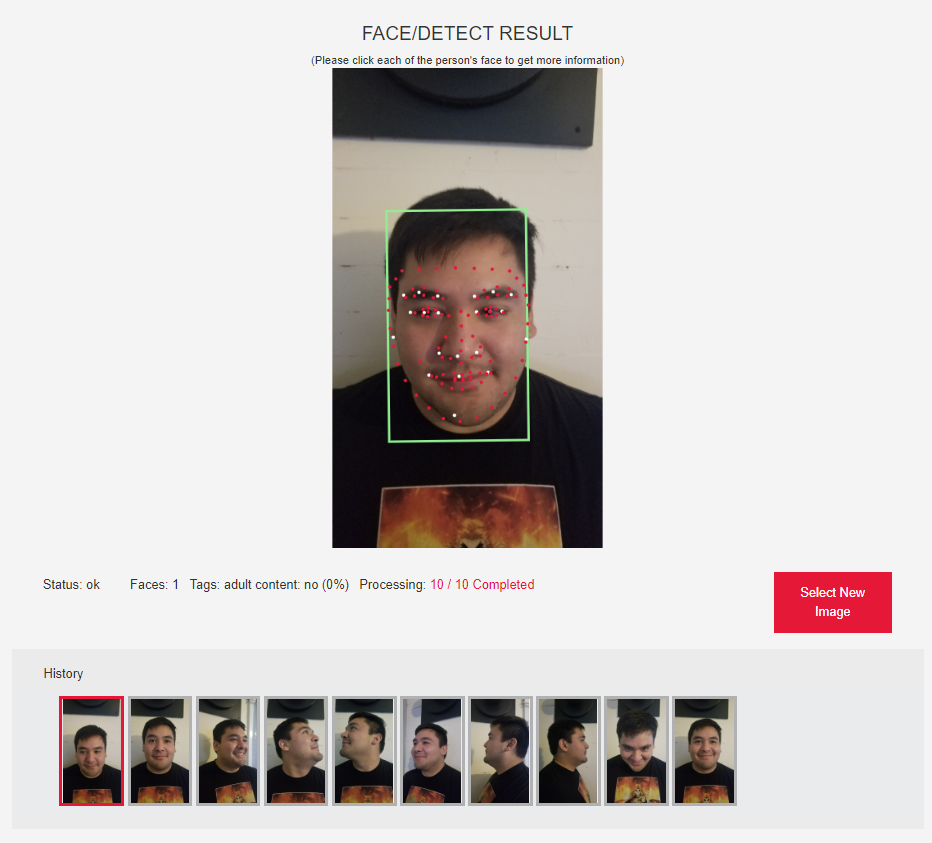 FACE/DETECT RESULT
(Please click each of the person's face to get more information)
Status: ok Faces: 1 Tags: adult content: no (0%) Processing: 10 / 10 Completed
Select New
Image
History